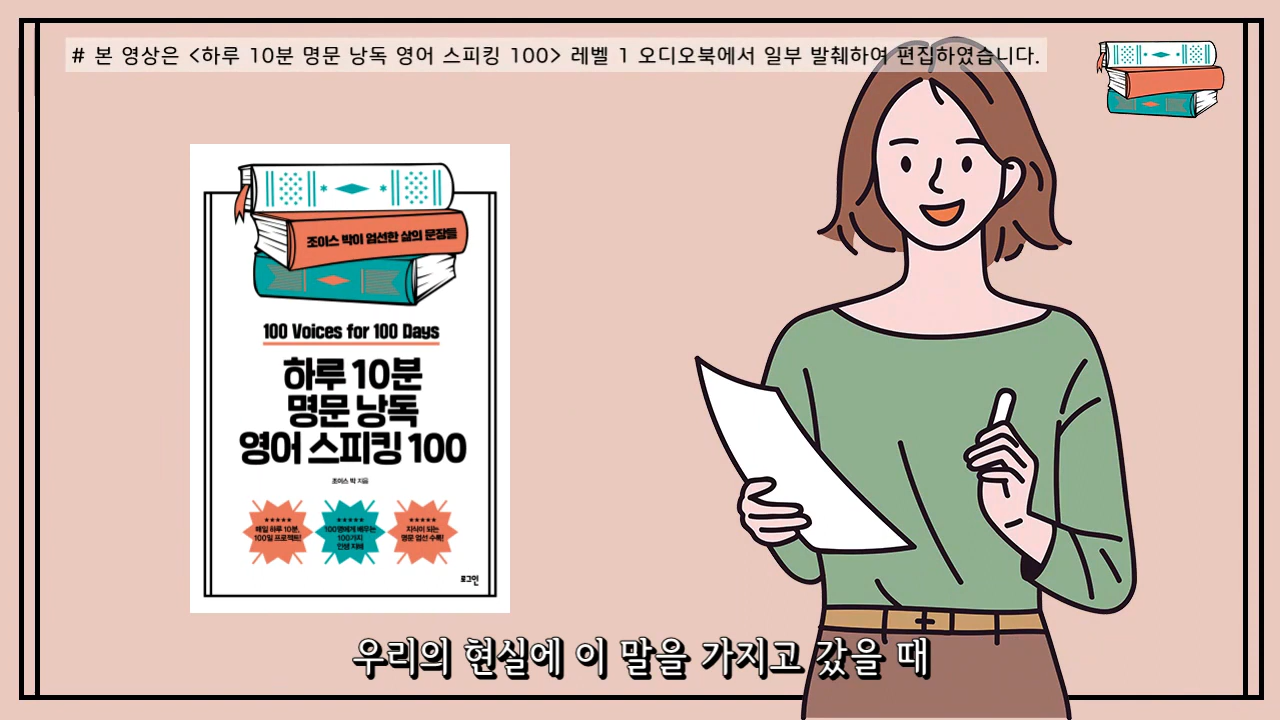 # 본 영상은 <하루 10분 명문 낭독 영어 스피킹 100> 레벨 1 오디오북에서 일부 발췌하여 편집하였습니다.
조이스 박이 엄선한 삶의 문장들
100 Voices for 100 Days
하루 10분
명문 낭독
영어 스피킹 100
조이스 박 지음
★★★★★
매일 하루 10분,
100일 프로젝트!
★★★★★
100명에게 배우는
100가지
인생 지혜
★★★★★
지식이 되는
명문 엄선 수록!
로그인
우리의 현실에 이 말을 가지고 갔을 때